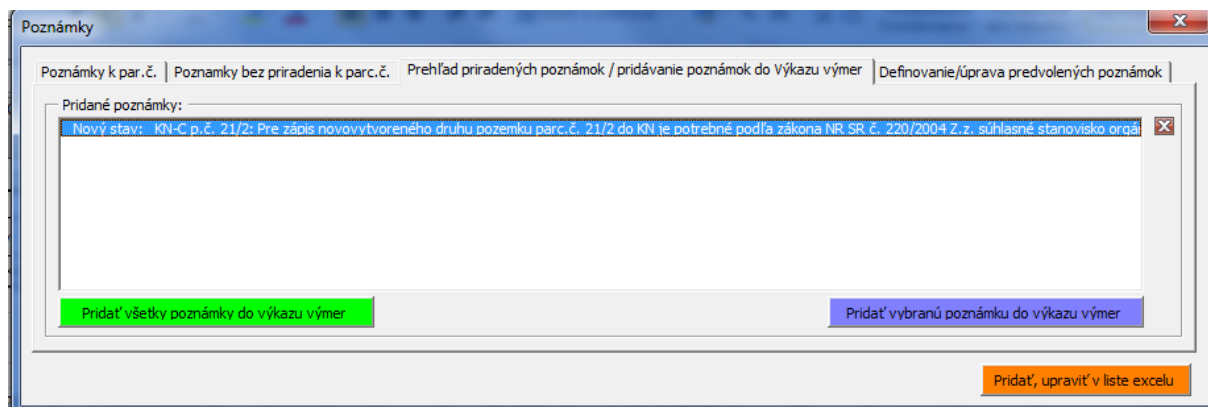 Poznámky
Poznámky k par.č. Poznamky bez priradenia k parc.č. Prehľad priradených poznámok / pridávanie poznámok do Výkazu výmer Definovanie/úprava predvolených poznámok
Pridané poznámky:
Nový stav: KN-C p.č. 21/2: Pre zápis novovytvoreného druhu pozemku parc.č. 21/2 do KN je potrebné podľa zákona NR SR č. 220/2004 Z.z. súhlasné stanovisko orgá
Pridať všetky poznámky do výkazu výmer Pridať vybranú poznámku do výkazu výmer
Pridať, upraviť v liste excelu